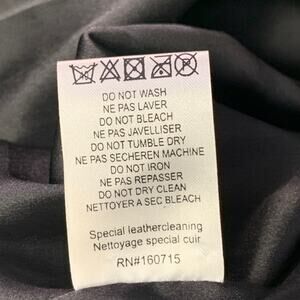 DO NOT WASH
NE PAS LAVER
DO NOT BLEACH
NE PAS JAVELLISER
DO NOT TUMBLE DRY
NE PAS SECHEREN MACHINE
DO NOT IRON
NE PAS REPASSER
DO NOT DRY CLEAN
NETTOYER A SEC BLEACH
Special leathercleaning
Nettoyage special cuir
RN#160715